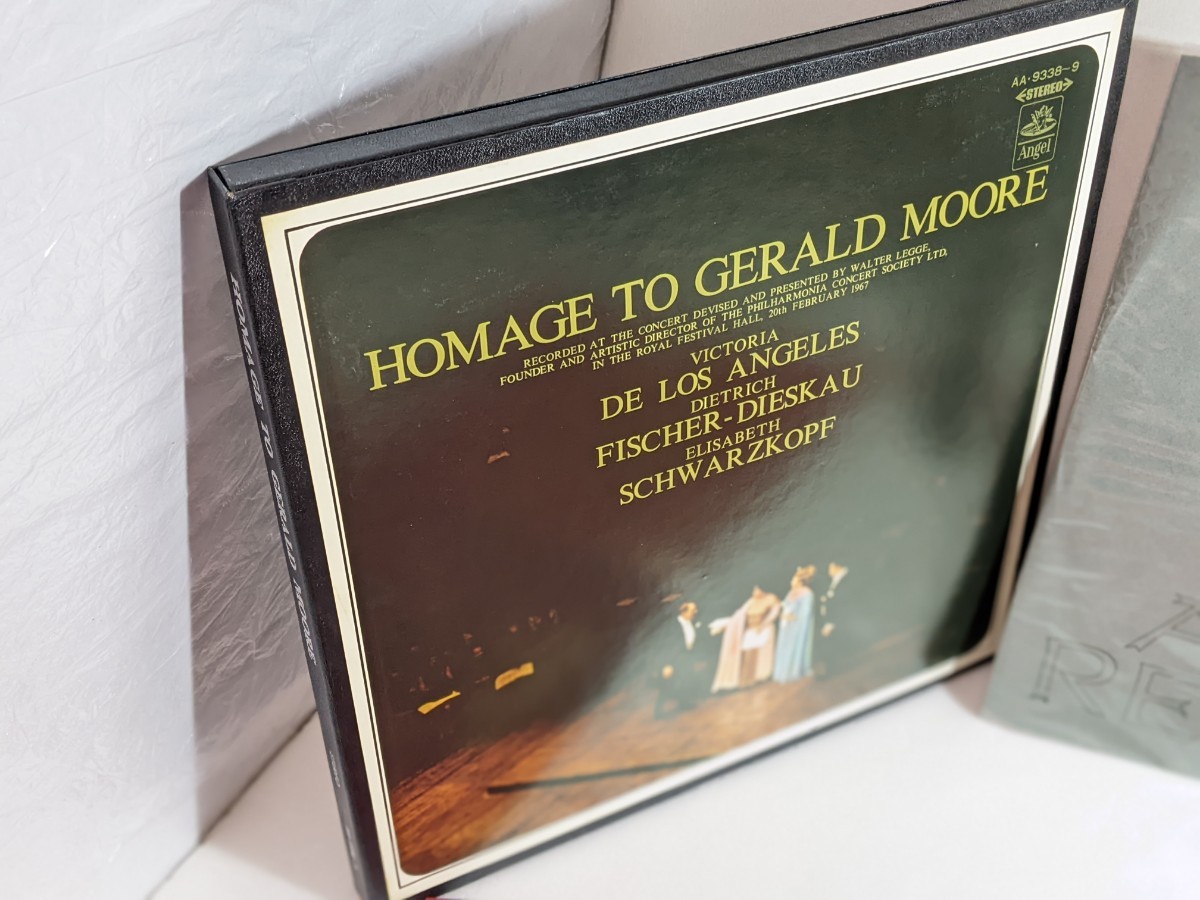 AA・9338~9
STEREO
Angel
HOMAGE TO GERALD MOORE
RECORDED AT THE CONCERT DEVISED AND PRESENTED BY WALTER LEGGE,
FOUNDER AND ARTISTIC DIRECTOR OF THE PHILHARMONIA CONCERT SOCIETY LTD,
IN THE ROYAL FESTIVAL HALL, 20th FEBRUARY 1967
VICTORIA
DE LOS ANGELES
DIETRICH
FISCHER-DIESKAU
ELISABETH
SCHWARZKOPF
HOMAGE TO GERALD MOORE